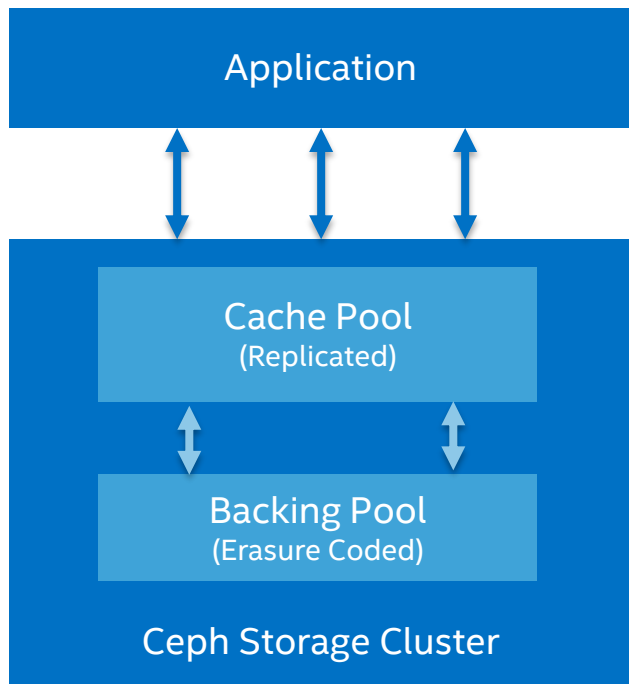 Application
Cache Pool
(Replicated)
Backing Pool
(Erasure Coded)
Ceph Storage Cluster